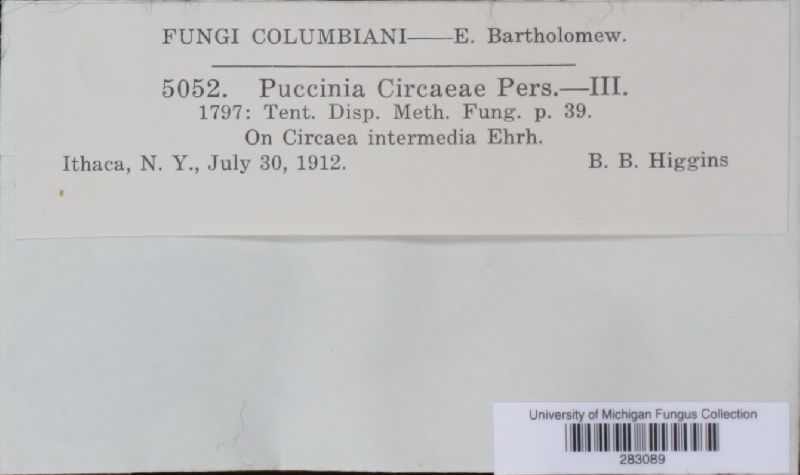 FUNGI COLUMBIANI——E. Bartholomew.
5052. Puccinia Circaeae Pers.—III.
1797: Tent. Disp. Meth. Fung. p. 39.
On Circaea intermedia Ehrh.
Ithaca, N. Y., July 30, 1912. B. B. Higgins
University of Michigan Fungus Collection
283089